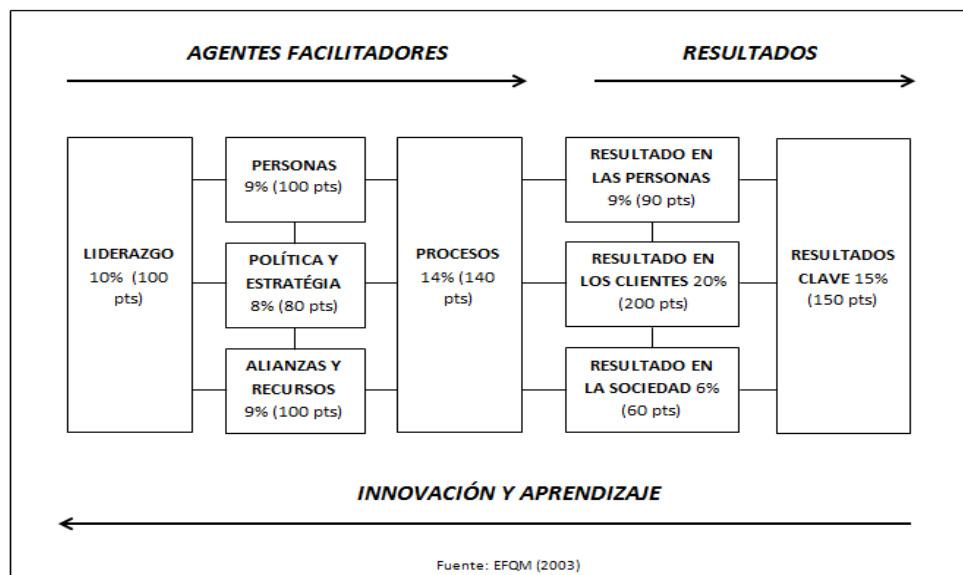 AGENTES FACILITADORES
RESULTADOS
LIDERAZGO
10% (100
pts)
PERSONAS
9% (100 pts)
POLÍTICA Y
ESTRATÉGIA
8% (80 pts)
ALIANZAS Y
RECURSOS
9% (100 pts)
PROCESOS
14% (140
pts)
RESULTADO EN
LAS PERSONAS
9% (90 pts)
RESULTADO EN
LOS CLIENTES 20%
(200 pts)
RESULTADO EN
LA SOCIEDAD 6%
(60 pts)
RESULTADOS
CLAVE 15%
(150 pts)
INNOVACIÓN Y APRENDIZAJE
Fuente: EFQM (2003)